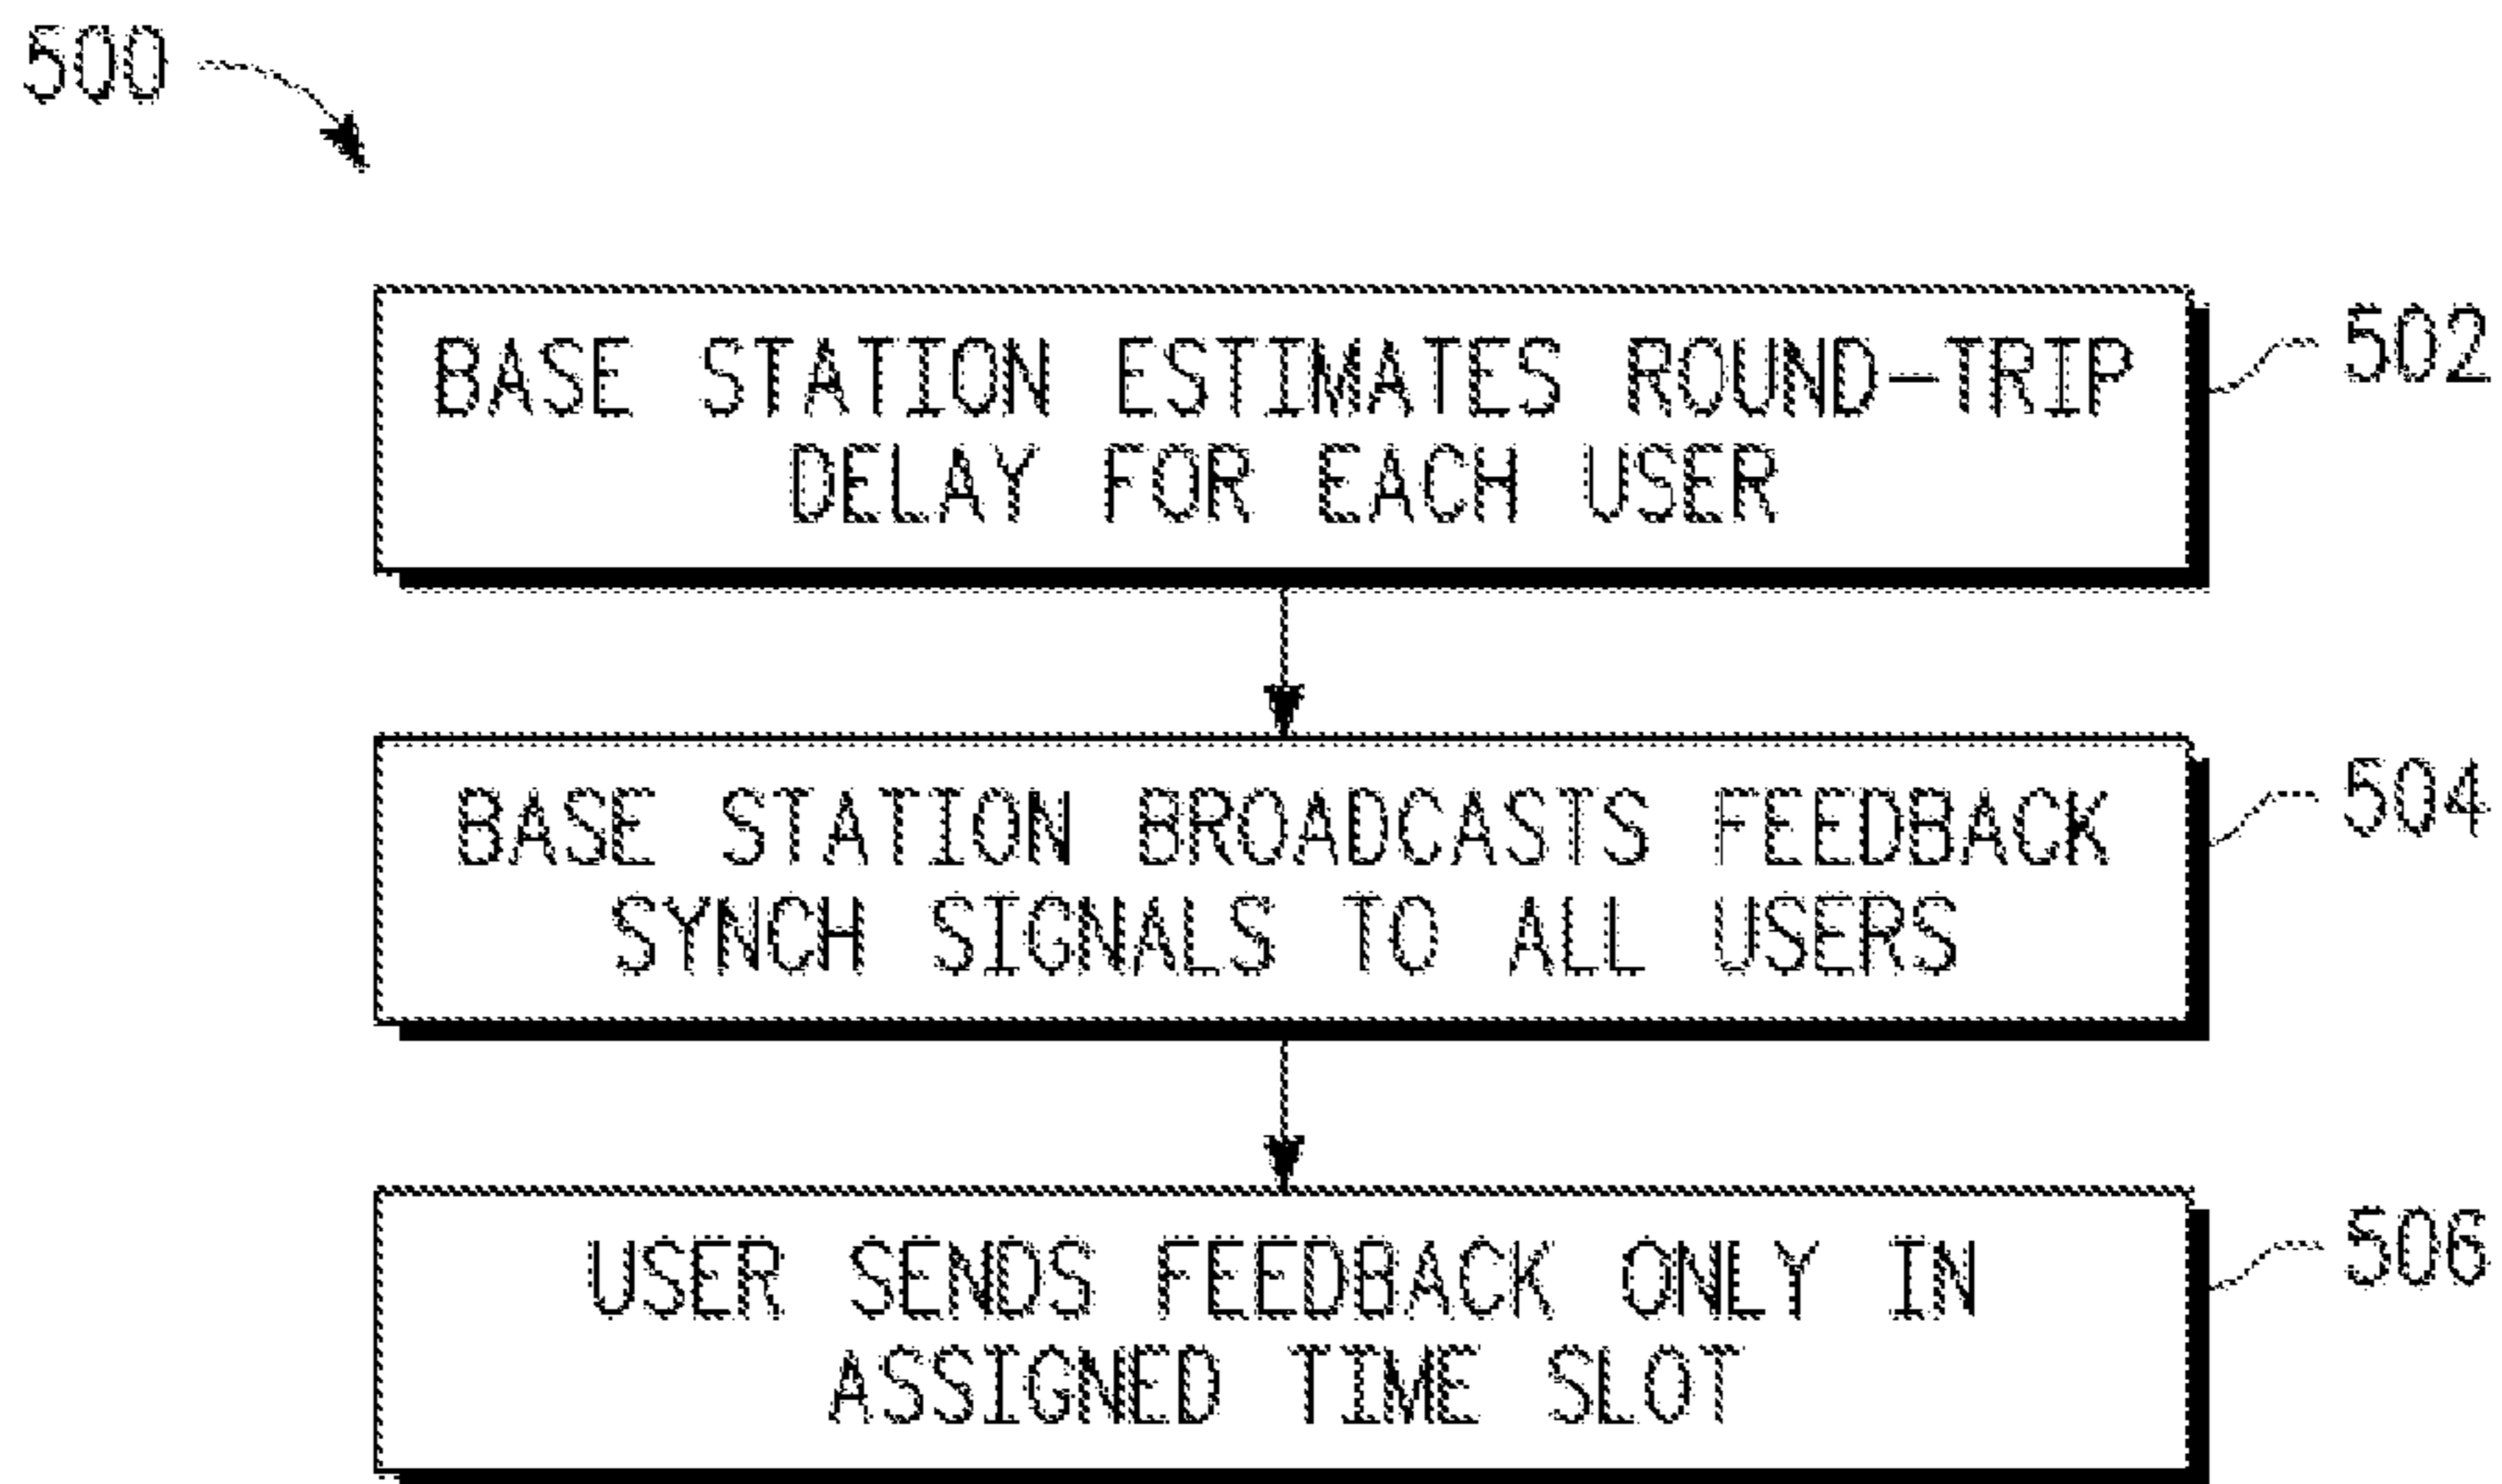 500
BASE STATION ESTIMATES ROUND-TRIP
DELAY FOR EACH USER
502
BASE STATION BROADCASTS FEEDBACK
SYNCH SIGNALS TO ALL USERS
504
USER SENDS FEEDBACK ONLY IN
ASSIGNED TIME SLOT
506